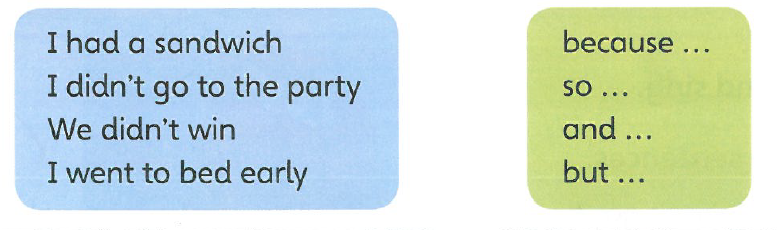 I had a sandwich
I didn't go to the party
We didn't win
I went to bed early
because ...
so ...
and ...
but ...